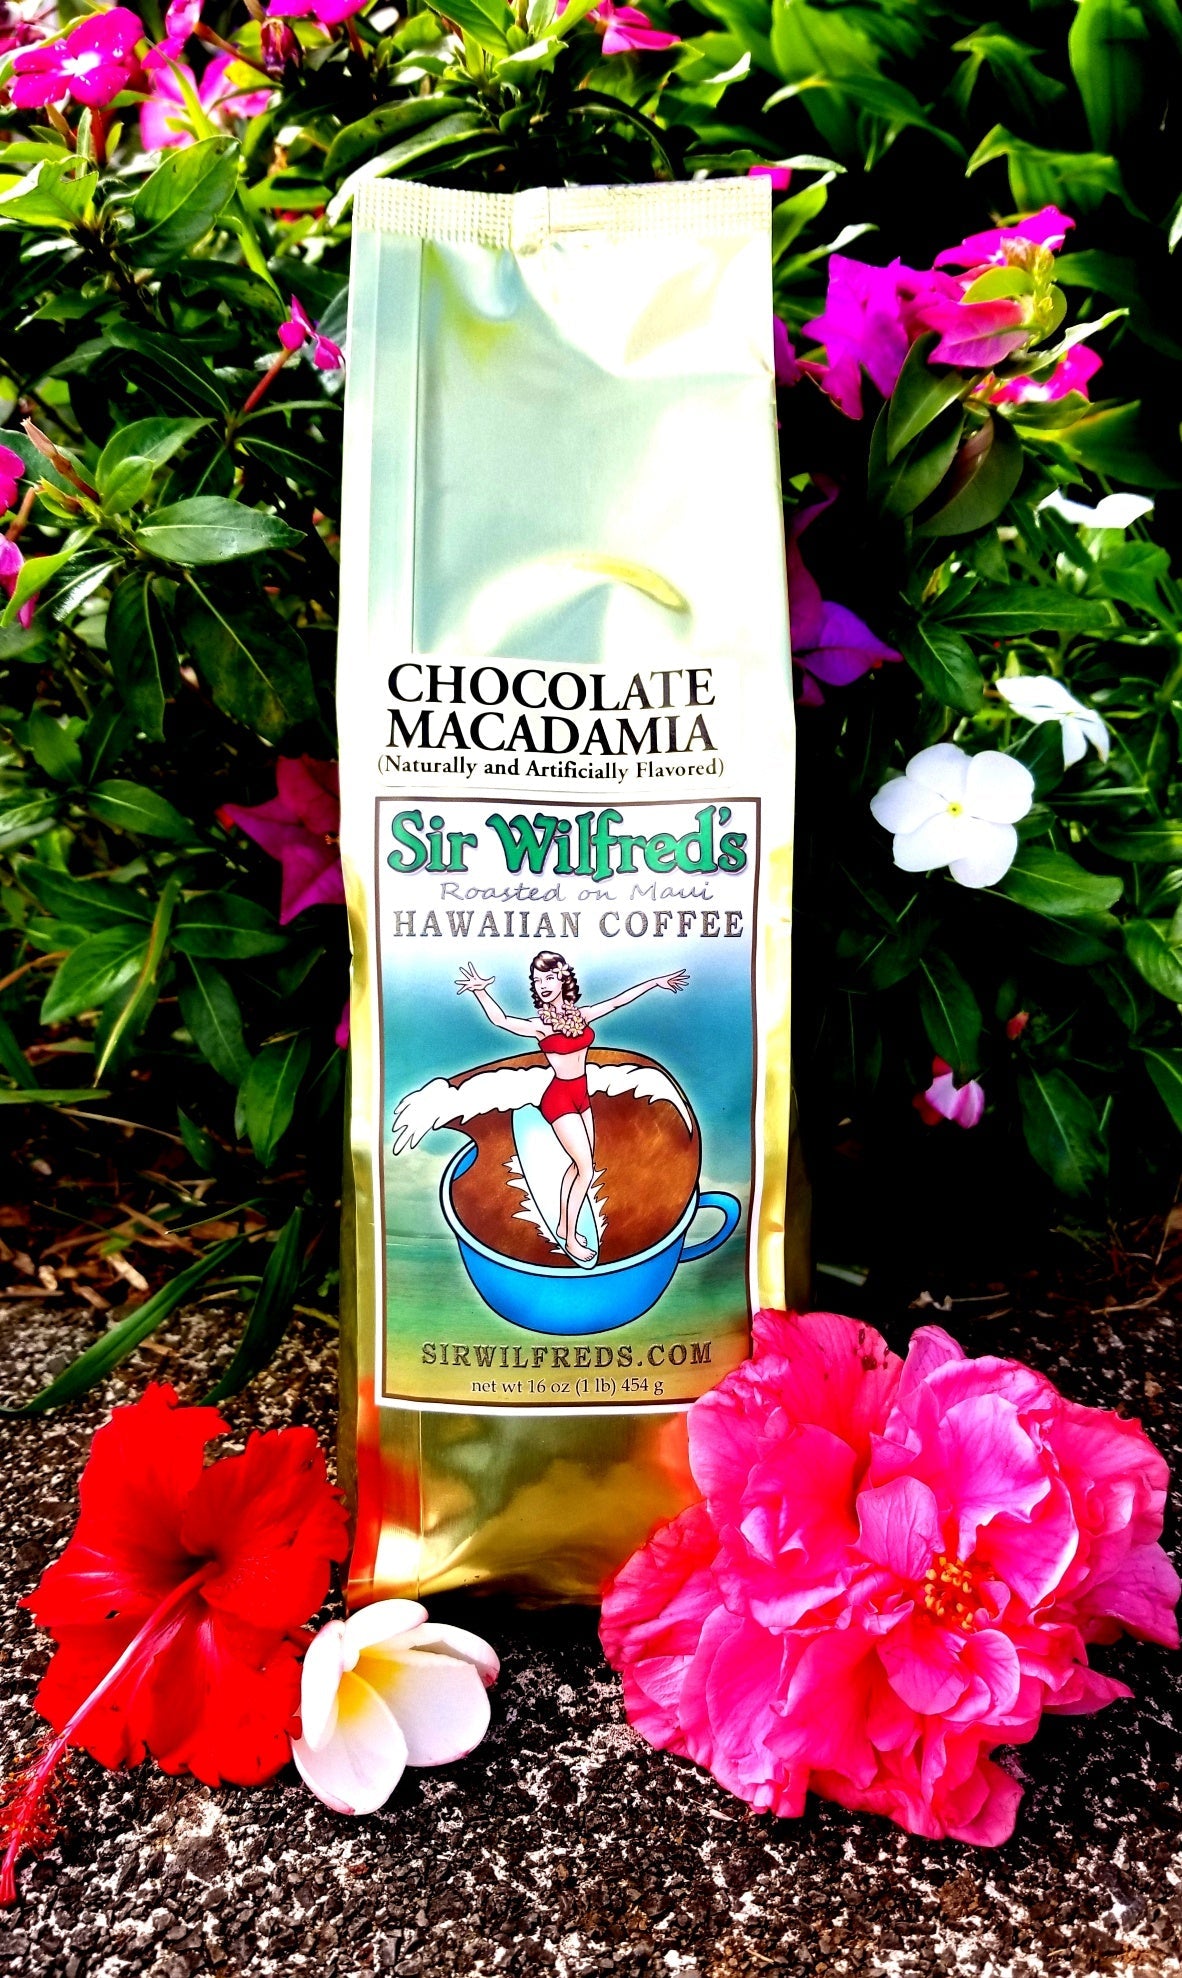 CHOCOLATE
MACADAMIA
(Naturally and Artificially Flavored)
Sir Wilfred's
Roasted on Maui
HAWAIIAN COFFEE
SIRWILFREDS.COM
net wt 16 oz (1 lb) 454 g